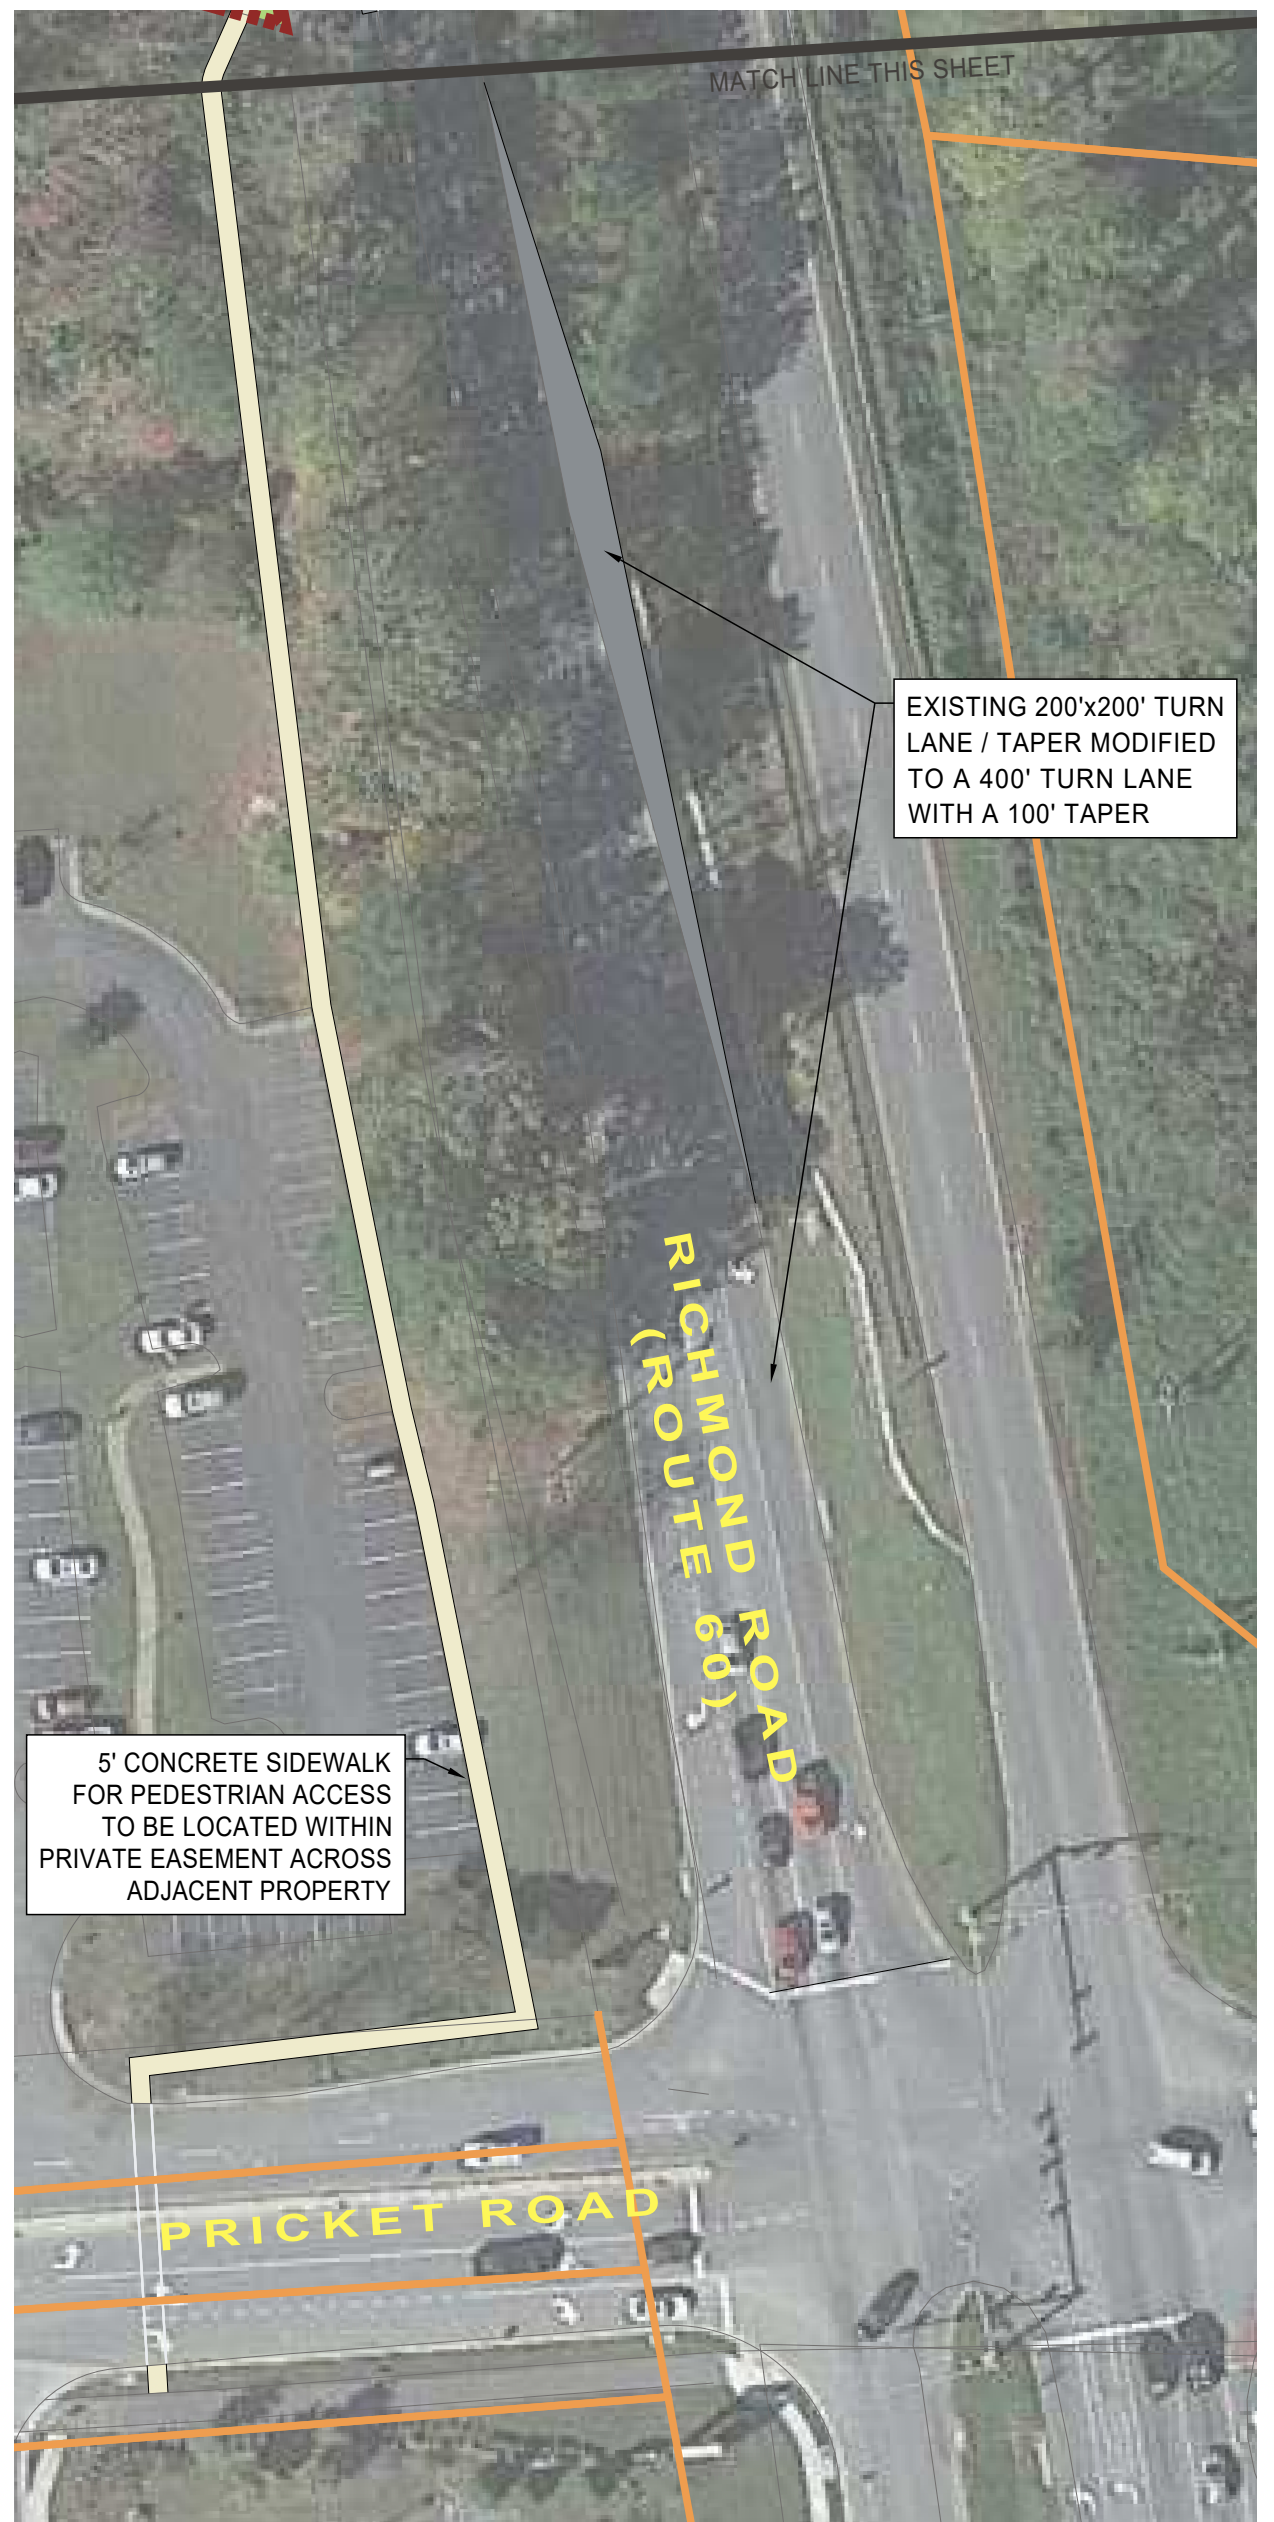 MATCH LINE THIS SHEET
EXISTING 200'x200' TURN
LANE / TAPER MODIFIED
TO A 400' TURN LANE
WITH A 100' TAPER
RICHMOND ROAD
(ROUTE 60)
5' CONCRETE SIDEWALK
FOR PEDESTRIAN ACCESS
TO BE LOCATED WITHIN
PRIVATE EASEMENT ACROSS
ADJACENT PROPERTY
PRICKET ROAD